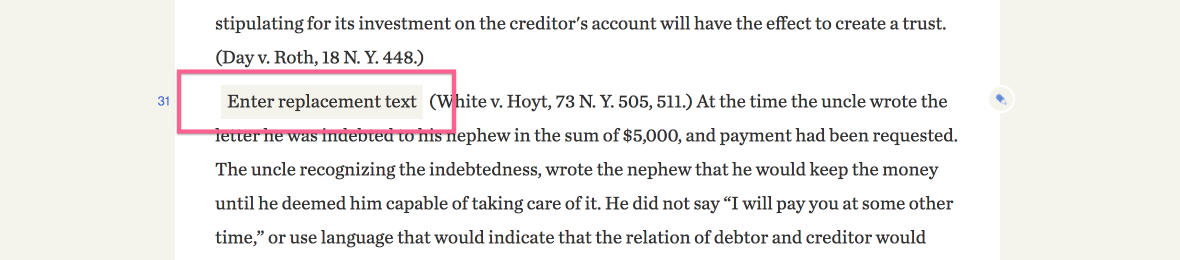 stipulating for its investment on the creditor's account will have the effect to create a trust.
(Day v. Roth, 18 N. Y. 448.)
31 Enter replacement text (White v. Hoyt, 73 N. Y. 505, 511.) At the time the uncle wrote the
letter he was indebted to his nephew in the sum of $5,000, and payment had been requested.
The uncle recognizing the indebtedness, wrote the nephew that he would keep the money
until he deemed him capable of taking care of it. He did not say “I will pay you at some other
time,” or use language that would indicate that the relation of debtor and creditor would